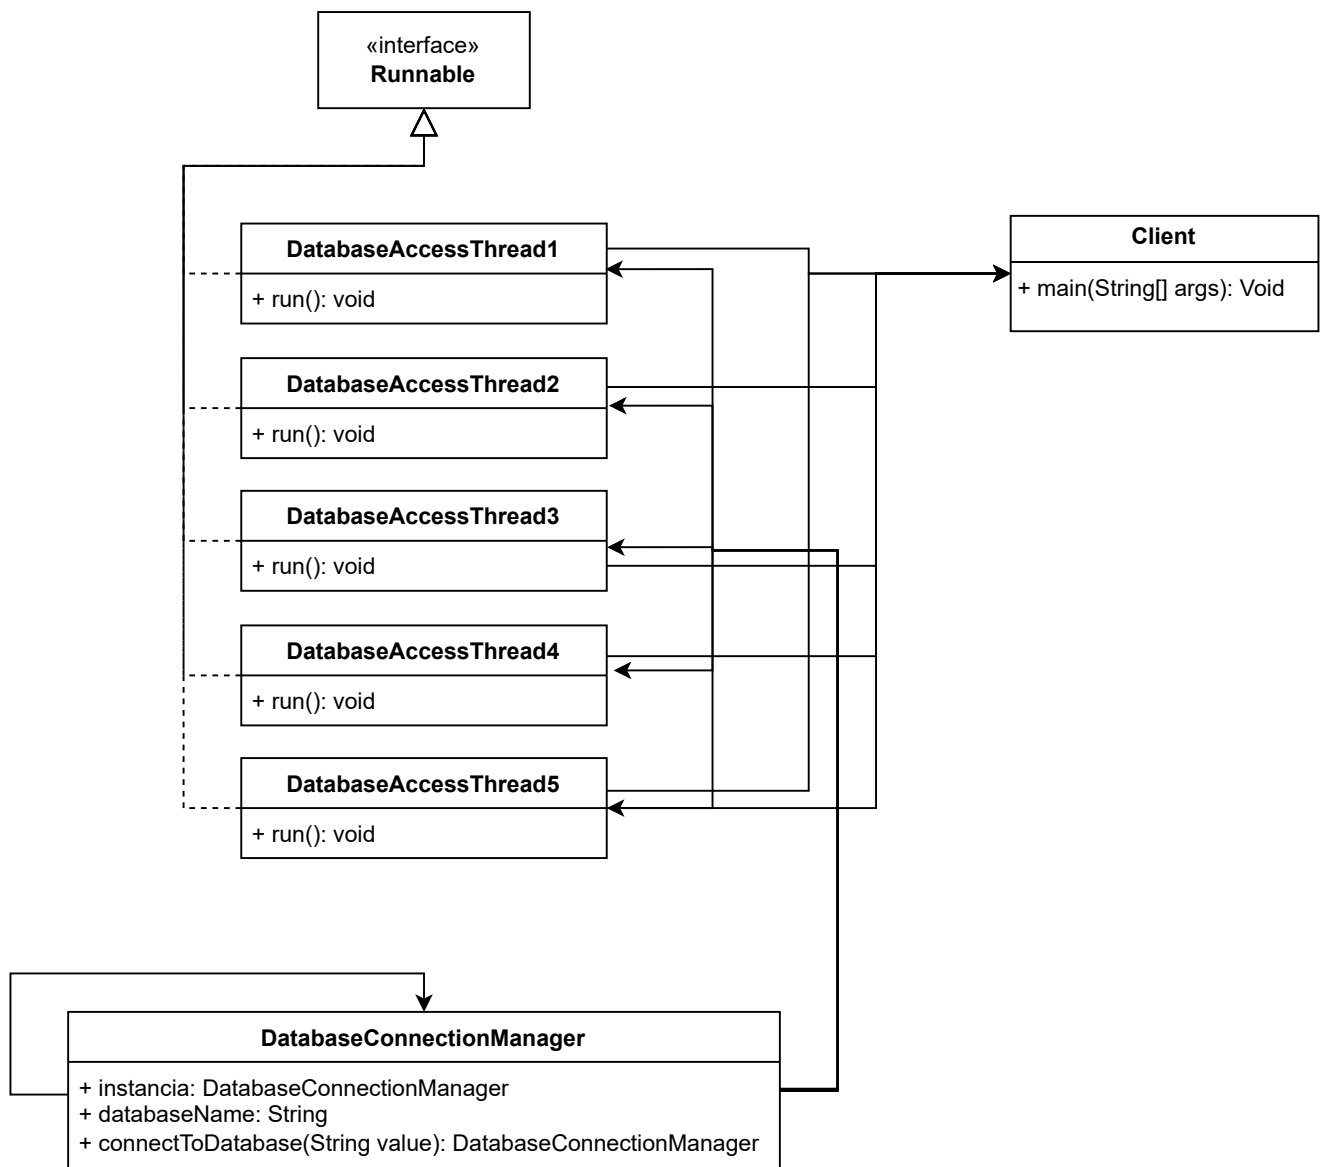 «interface»
Runnable
DatabaseAccessThread1
+ run(): void
Client
+ main(String[] args): Void
DatabaseAccessThread2
+ run(): void
DatabaseAccessThread3
+ run(): void
DatabaseAccessThread4
+ run(): void
DatabaseAccessThread5
+ run(): void
DatabaseConnectionManager
+ instancia: DatabaseConnectionManager
+ databaseName: String
+ connectToDatabase(String value): DatabaseConnectionManager